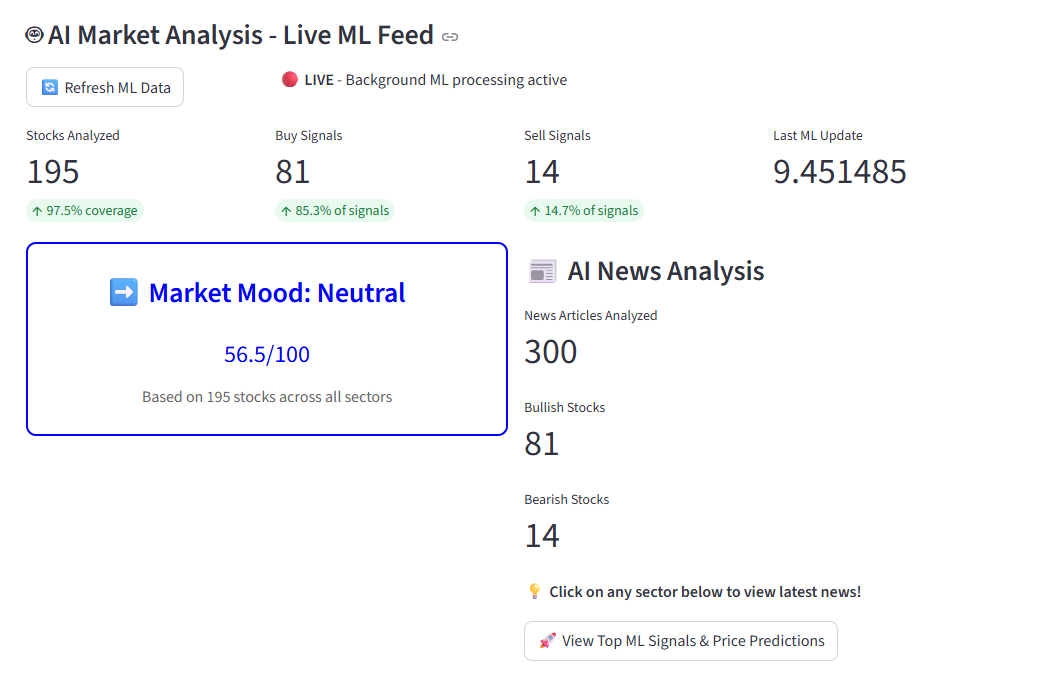 AI Market Analysis - Live ML Feed
Refresh ML Data
LIVE - Background ML processing active
Stocks Analyzed
195
↑ 97.5% coverage
Buy Signals
81
↑ 85.3% of signals
Sell Signals
14
↑ 14.7% of signals
Last ML Update
9.451485
Market Mood: Neutral
56.5/100
Based on 195 stocks across all sectors
AI News Analysis
News Articles Analyzed
300
Bullish Stocks
81
Bearish Stocks
14
Click on any sector below to view latest news!
View Top ML Signals & Price Predictions